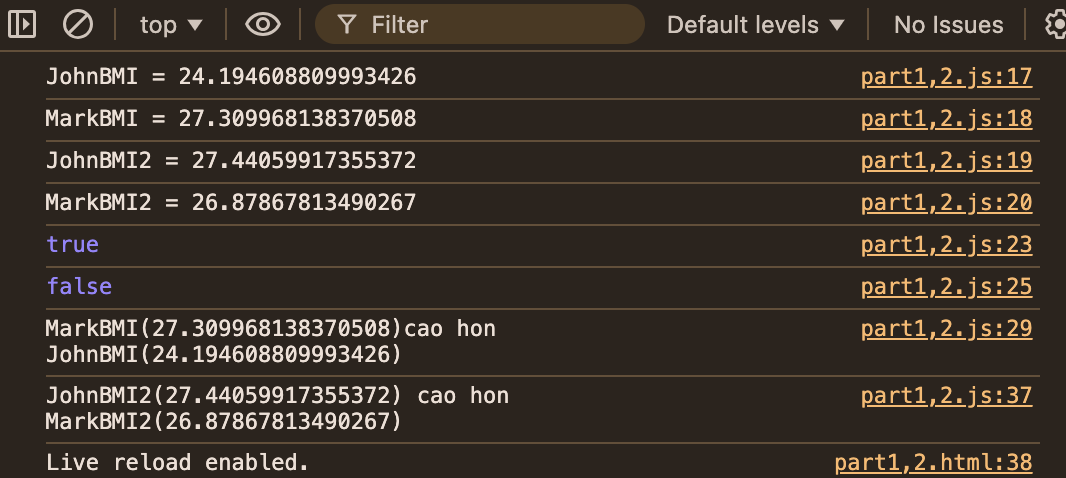 top ▼ Filter Default levels ▼ No Issues
JohnBMI = 24.194608809993426 part1,2.js:17
MarkBMI = 27.309968138370508 part1,2.js:18
JohnBMI2 = 27.44059917355372 part1,2.js:19
MarkBMI2 = 26.87867813490267 part1,2.js:20
true part1,2.js:23
false part1,2.js:25
MarkBMI(27.309968138370508)cao hon part1,2.js:29
JohnBMI(24.194608809993426)
JohnBMI2(27.44059917355372) cao hon part1,2.js:37
MarkBMI2(26.87867813490267)
Live reload enabled. part1,2.html:38